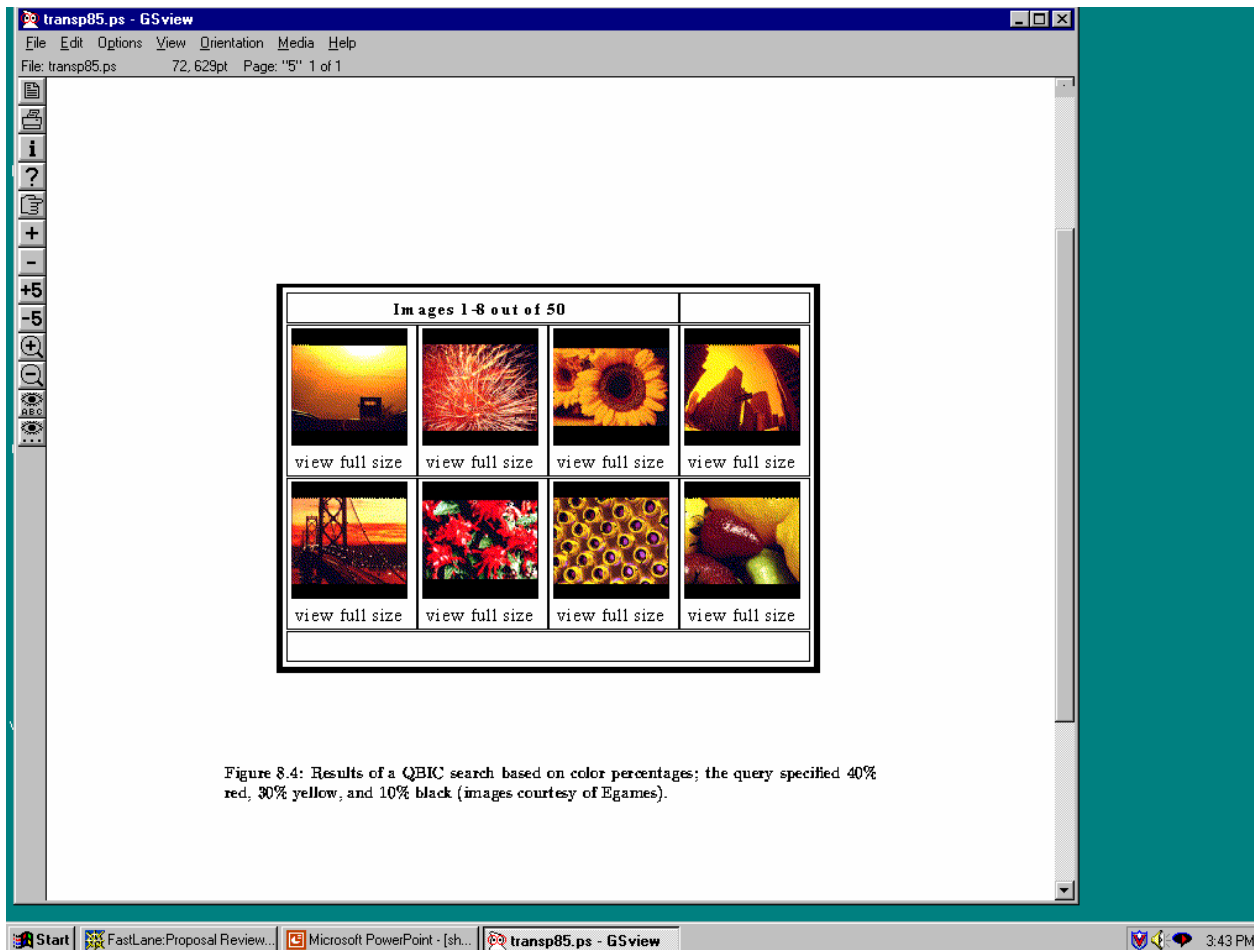 transp85.ps - GSview
File Edit Options View Orientation Media Help
File: transp85.ps 72, 629pt Page: "5" 1 of 1
i
?
+
-
+5
-5
ABC
Images 1-8 out of 50
view full size view full size view full size view full size
view full size view full size view full size view full size
Figure 8.4: Results of a QBIC search based on color percentages; the query specified 40%
red, 30% yellow, and 10% black (images courtesy of Egames).
Start FastLane:Proposal Review... Microsoft PowerPoint - [sh... transp85.ps - GSview 3:43 PM